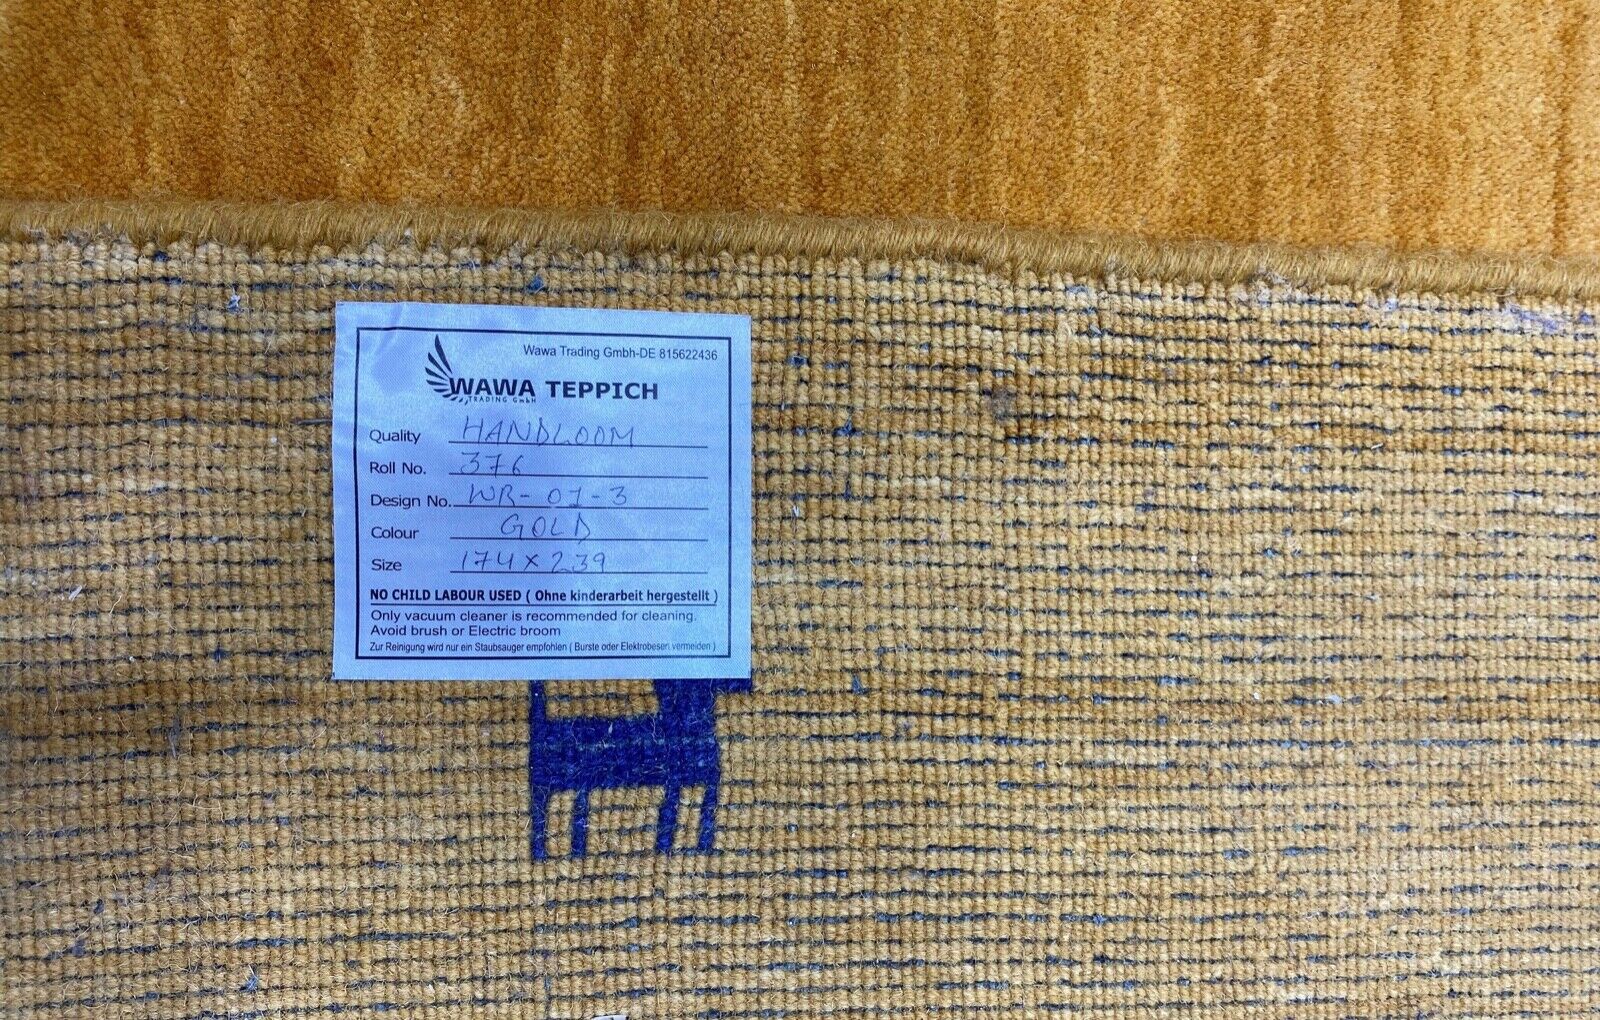 Wawa Trading Gmbh-DE 815622436
WAWA TEPPICH
TRADING GmbH
Quality HANDLOOM
Roll No. 376
Design No. WR-01-3
Colour GOLD
Size 174x239
NO CHILD LABOUR USED ( Ohne kinderarbeit hergestellt )
Only vacuum cleaner is recommended for cleaning.
Avoid brush or Electric broom
Zur Reinigung wird nur ein Staubsauger empfohlen ( Burste oder Elektrobesen vermeiden )